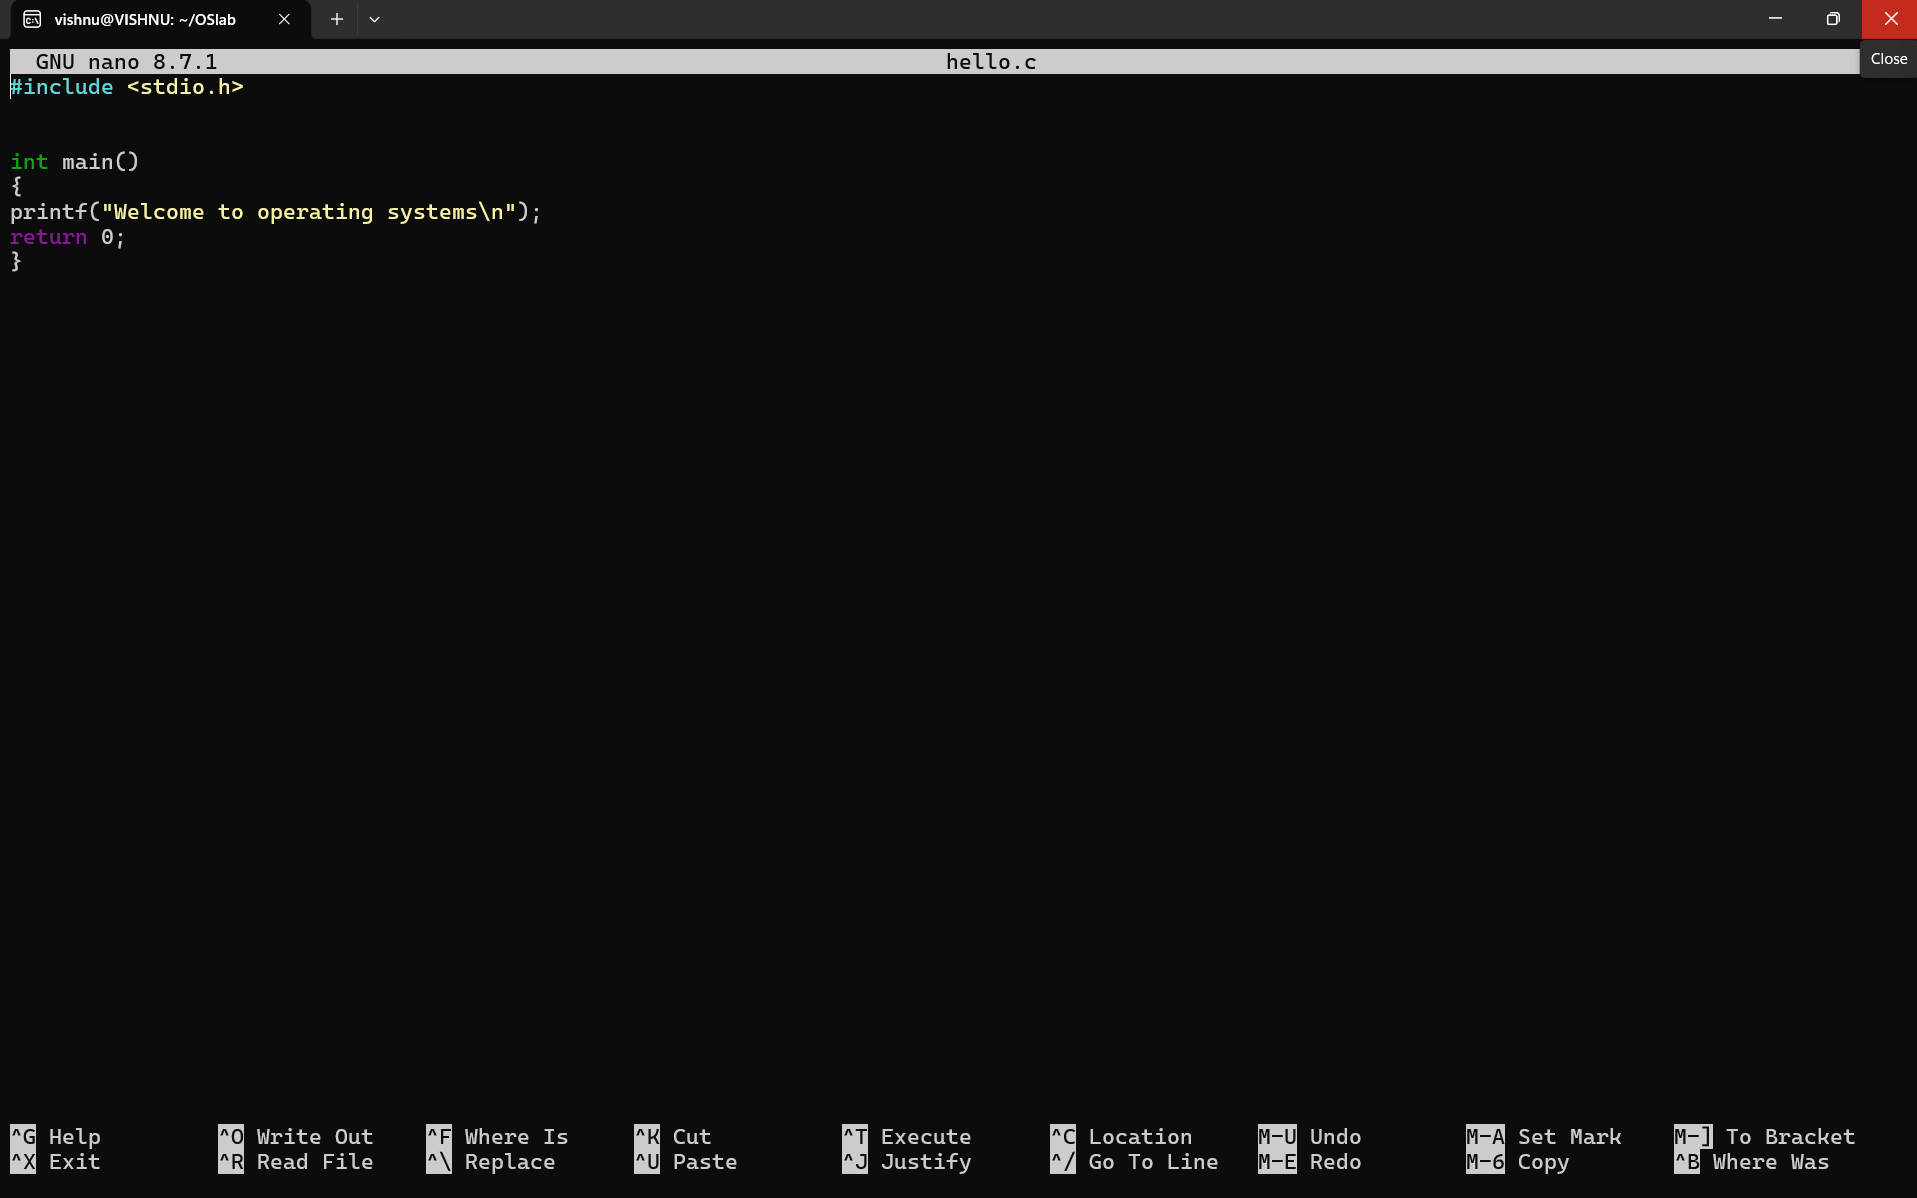 vishnu@VISHNU: ~/OSlab
GNU nano 8.7.1 hello.c
Close
#include <stdio.h>
int main()
{
printf("Welcome to operating systems\n");
return 0;
}
^G Help ^O Write Out ^F Where Is ^K Cut ^T Execute ^C Location M-U Undo M-A Set Mark M-] To Bracket
^X Exit ^R Read File ^\ Replace ^U Paste ^J Justify ^/ Go To Line M-E Redo M-6 Copy ^B Where Was